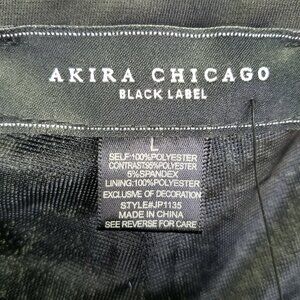 AKIRA CHICAGO
BLACK LABEL
L
SELF:100%POLYESTER
CONTRAST:95%POLYESTER
5%SPANDEX
LINING:100%POLYESTER
EXCLUSIVE OF DECORATION
STYLE#JP1135
MADE IN CHINA
SEE REVERSE FOR CARE